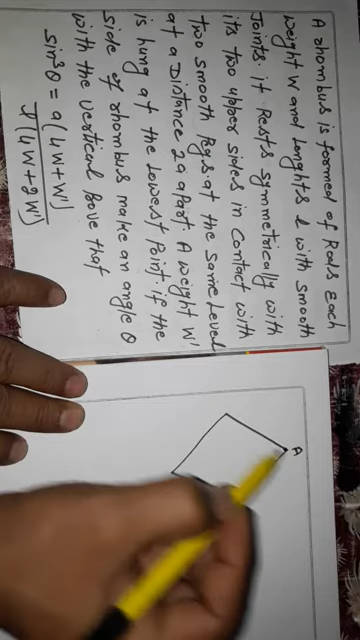 A rhombus is formed of Rods each
weight W and lenghts l with smooth
Joints. it Rests symmetrically with
its two upper sides in Contact with
two smooth Pegs at the same Level
at a Distance 2a apart. A weight W'
is hung at the Lowest Point. if the
side of rhombus make an angle θ
with the vertical Prove that
sin³θ = a(4W+W')
l(4W+2W')
A